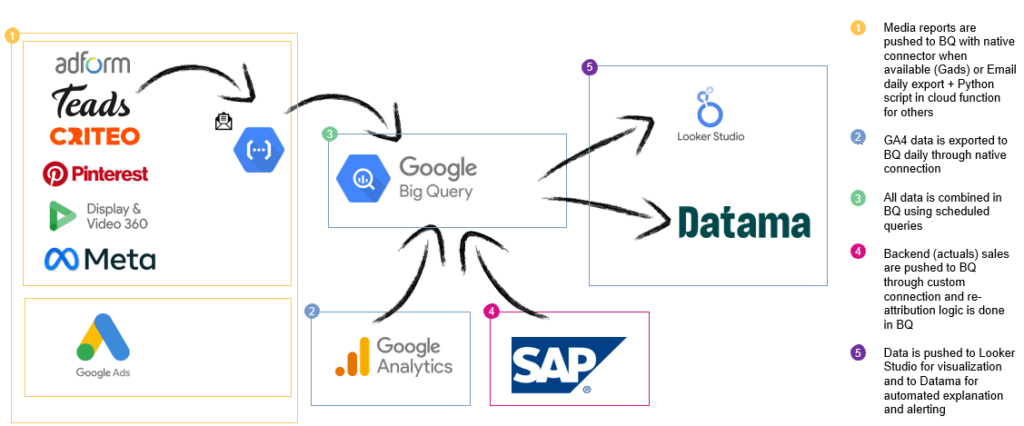 1
adform
Teads
CRITEO
Pinterest
Display &
Video 360
Meta
Google Ads
3
Google
Big Query
2
Google
Analytics
4
SAP
®
5
Looker Studio
Datama
1
Media reports are
pushed to BQ with native
connector when
available (Gads) or Email
daily export + Python
script in cloud function
for others
2
GA4 data is exported to
BQ daily through native
connection
3
All data is combined in
BQ using scheduled
queries
4
Backend (actuals) sales
are pushed to BQ
through custom
connection and re-
attribution logic is done
in BQ
5
Data is pushed to Looker
Studio for visualization
and to Datama for
automated explanation
and alerting